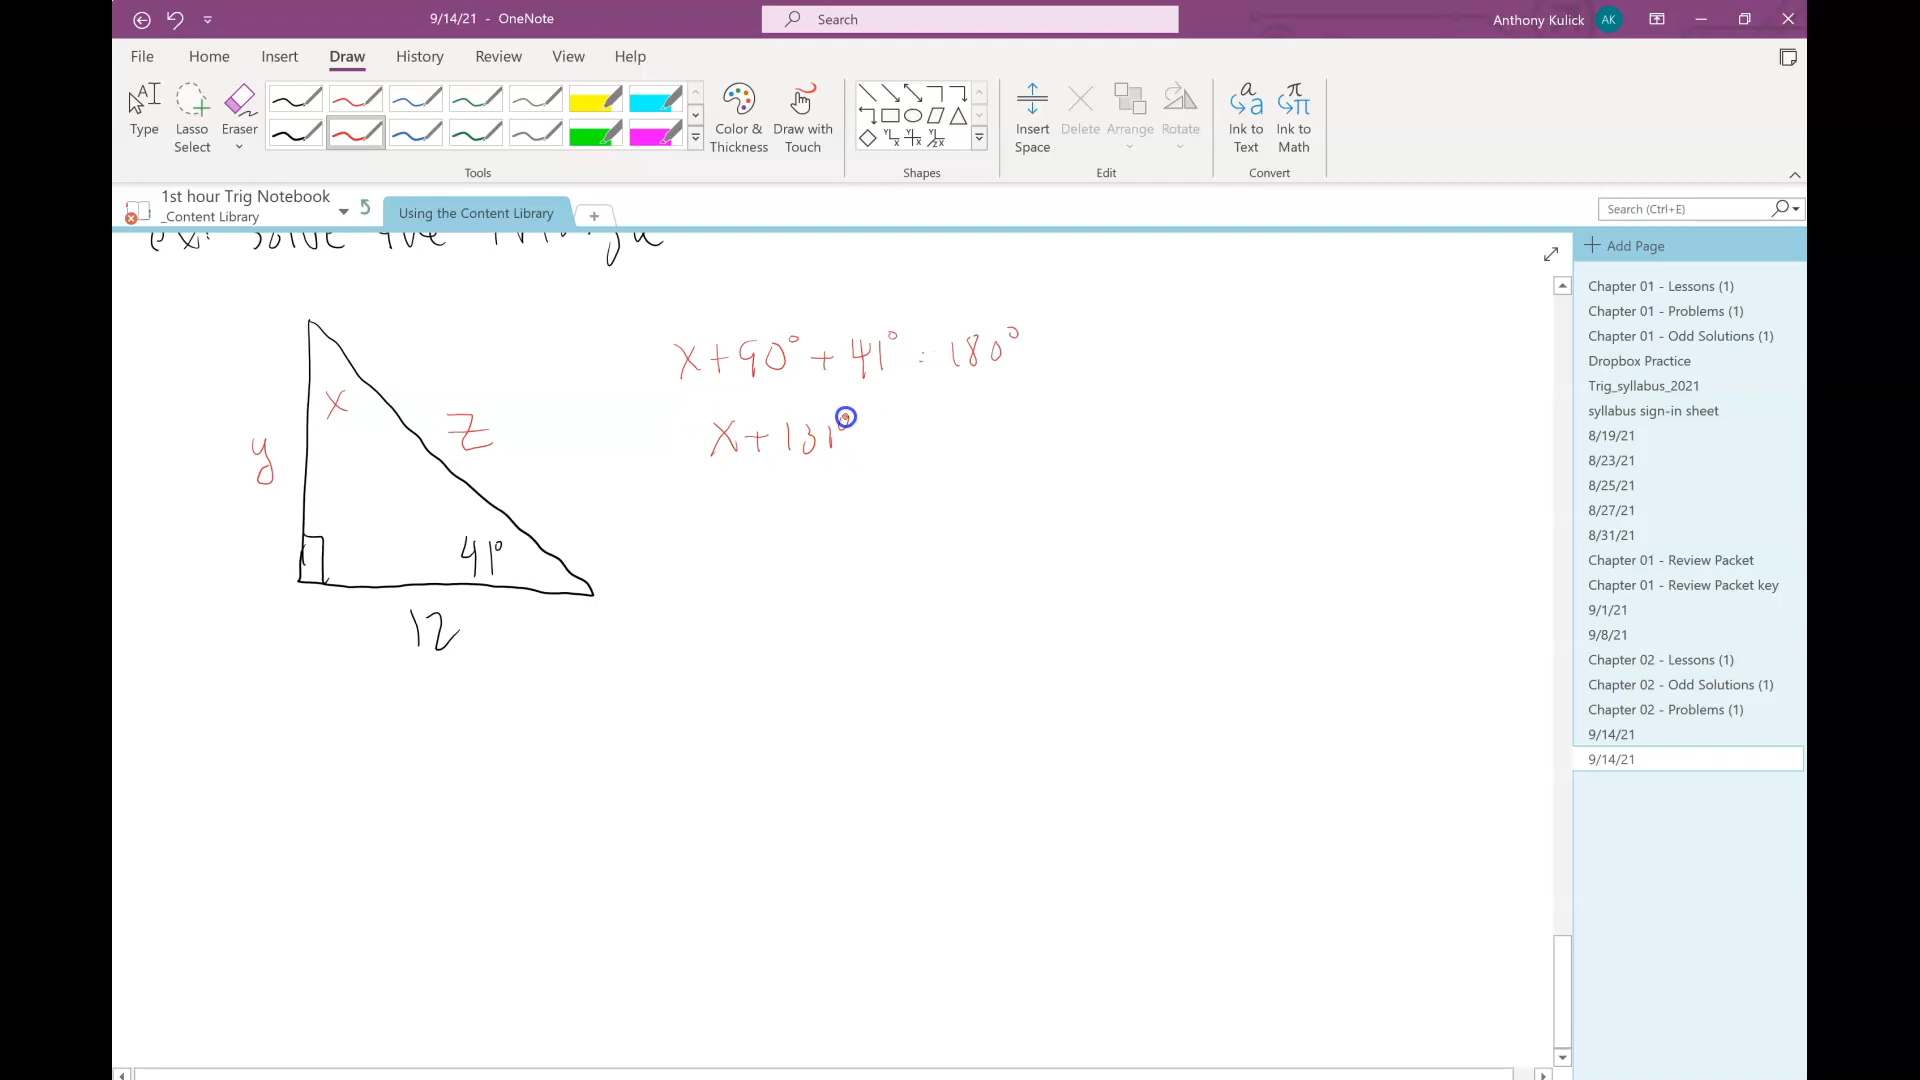 9/14/21 - OneNote
Search
Anthony Kulick
AK
File Home Insert Draw History Review View Help
Type
Lasso Select
Eraser
Color & Thickness
Draw with Touch
Insert Space
Delete
Arrange
Rotate
Ink to Text
Ink to Math
Tools
Shapes
Edit
Convert
1st hour Trig Notebook
_Content Library
Using the Content Library
Search (Ctrl+E)
Add Page
Chapter 01 - Lessons (1)
Chapter 01 - Problems (1)
Chapter 01 - Odd Solutions (1)
Dropbox Practice
Trig_syllabus_2021
syllabus sign-in sheet
8/19/21
8/23/21
8/25/21
8/27/21
8/31/21
Chapter 01 - Review Packet
Chapter 01 - Review Packet key
9/1/21
9/8/21
Chapter 02 - Lessons (1)
Chapter 02 - Odd Solutions (1)
Chapter 02 - Problems (1)
9/14/21
9/14/21
ex: solve the
x
y
z
41°
12
x + 90° + 41° = 180°
x + 131°